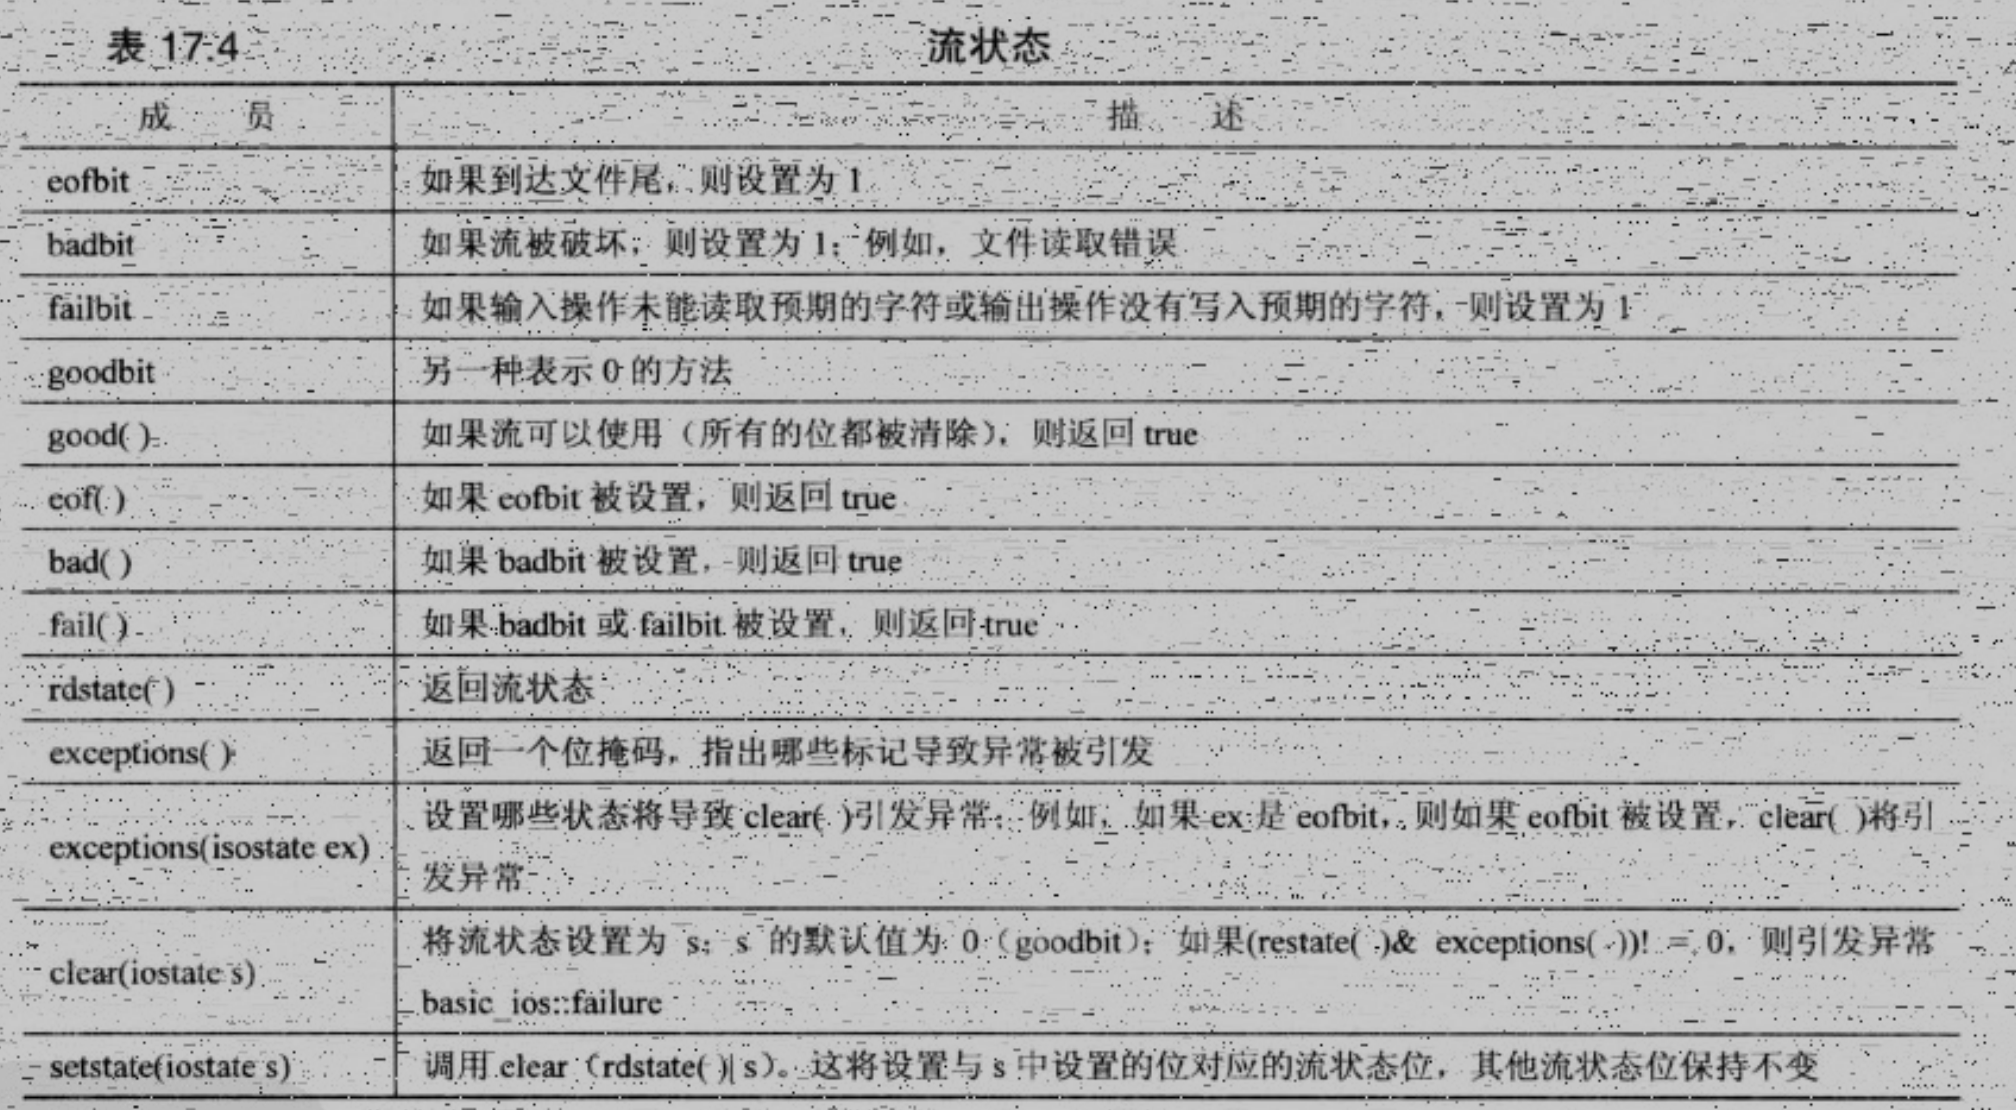 表 17.4 流状态
成 员 描 述
eofbit 如果到达文件尾，则设置为 1
badbit 如果流被破坏，则设置为 1；例如，文件读取错误
failbit 如果输入操作未能读取预期的字符或输出操作没有写入预期的字符，则设置为 1
goodbit 另一种表示 0 的方法
good( ) 如果流可以使用（所有的位都被清除），则返回 true
eof( ) 如果 eofbit 被设置，则返回 true
bad( ) 如果 badbit 被设置，则返回 true
fail( ) 如果 badbit 或 failbit 被设置，则返回 true
rdstate( ) 返回流状态
exceptions( ) 返回一个位掩码，指出哪些标记导致异常被引发
exceptions(isostate ex) 设置哪些状态将导致 clear( )引发异常；例如，如果 ex 是 eofbit，则如果 eofbit 被设置，clear( )将引
发异常
clear(iostate s) 将流状态设置为 s；s 的默认值为 0（goodbit）；如果(restate( )& exceptions( ))! = 0，则引发异常
basic_ios::failure
setstate(iostate s) 调用 clear（rdstate( )| s）。这将设置与 s 中设置的位对应的流状态位，其他流状态位保持不变